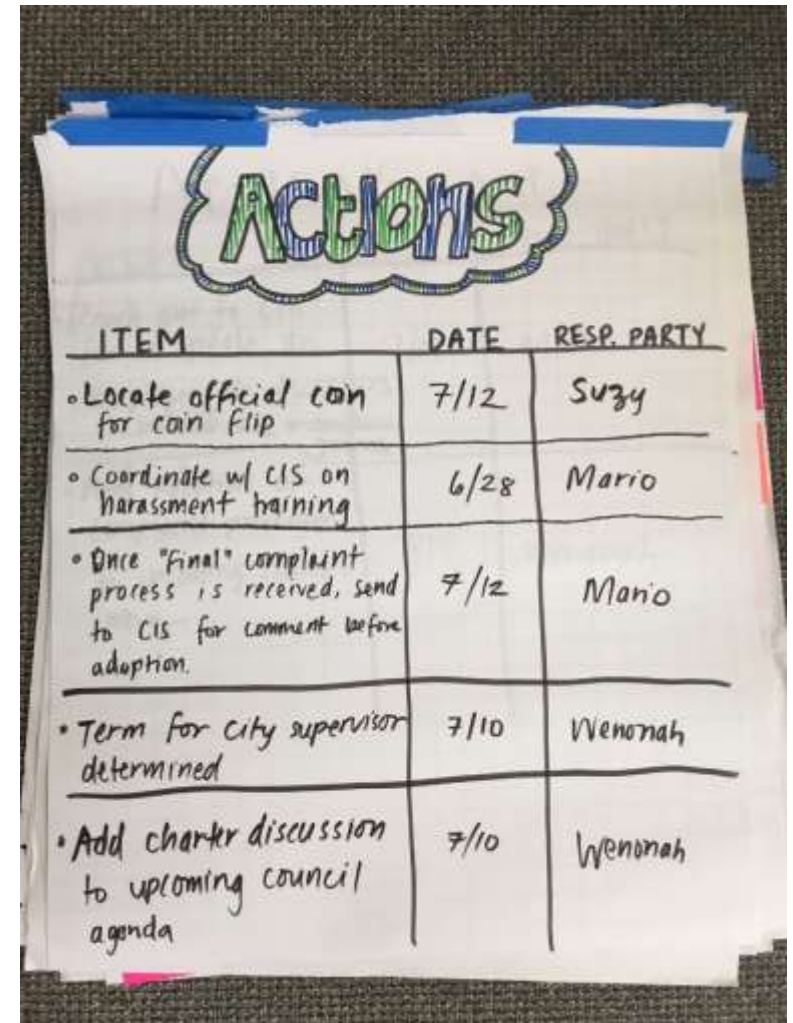 Actions
ITEM DATE RESP. PARTY
• Locate official coin 7/12 Suzy
for coin flip
• Coordinate w/ CIS on 6/28 Mario
harassment training
• Once "final" complaint
process is received, send 7/12 Mario
to CIS for comment before
adoption.
• Term for city supervisor 7/10 Wenonah
determined
• Add charter discussion 7/10 Wenonah
to upcoming council
agenda